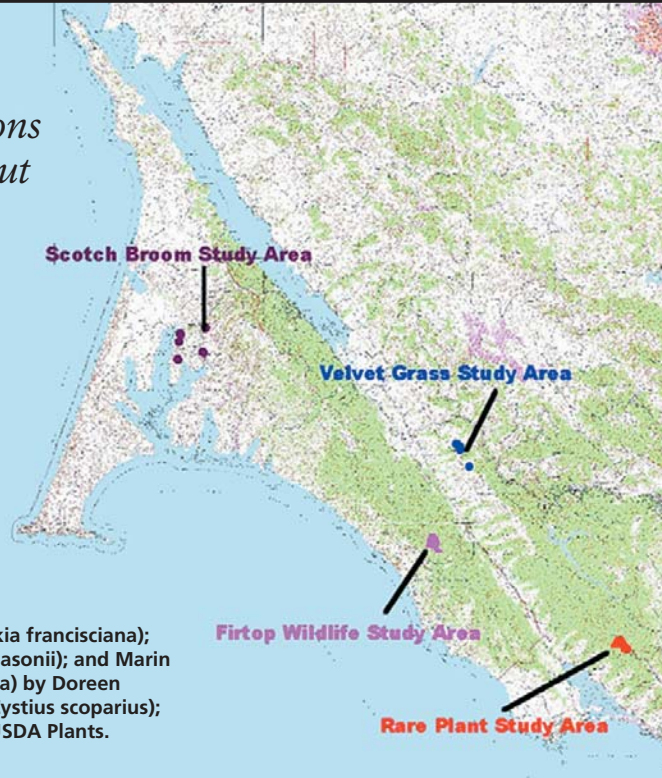 ons
ut
Scotch Broom Study Area
Velvet Grass Study Area
Firtop Wildlife Study Area
kia francisciana);
asonii); and Marin
a) by Doreen
ystius scoparius);
SDA Plants.
Rare Plant Study Area